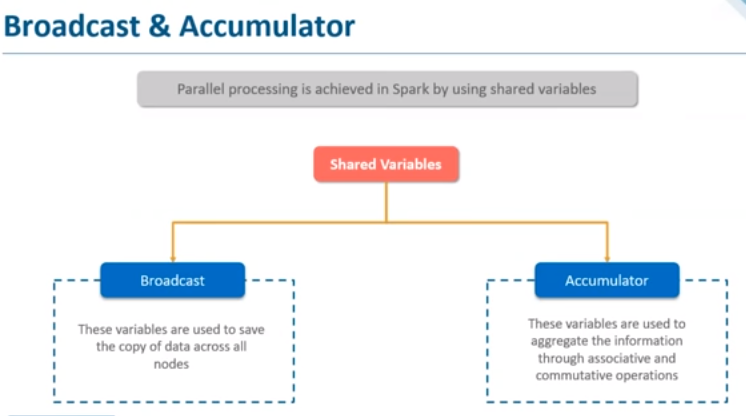 Broadcast & Accumulator
Parallel processing is achieved in Spark by using shared variables
Shared Variables
Broadcast
These variables are used to save
the copy of data across all
nodes
Accumulator
These variables are used to
aggregate the information
through associative and
commutative operations